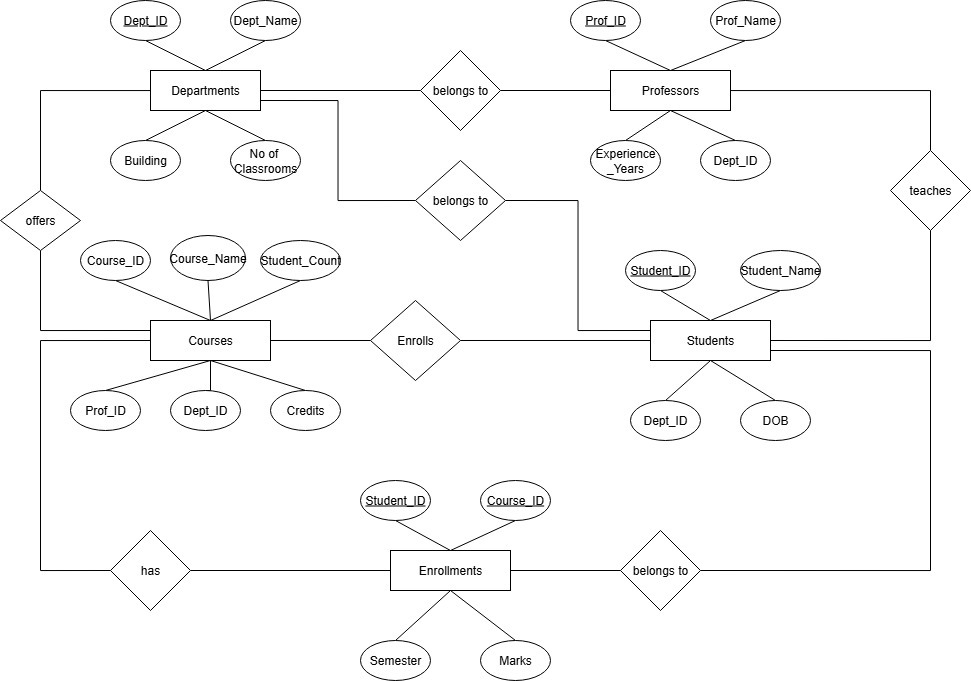 Dept_ID
Dept_Name
Prof_ID
Prof_Name
Departments
belongs to
Professors
Building
No of
Classrooms
Experience
_Years
Dept_ID
belongs to
teaches
offers
Course_ID
Course_Name
Student_Count
Student_ID
Student_Name
Courses
Enrolls
Students
Prof_ID
Dept_ID
Credits
Dept_ID
DOB
Student_ID
Course_ID
has
Enrollments
belongs to
Semester
Marks